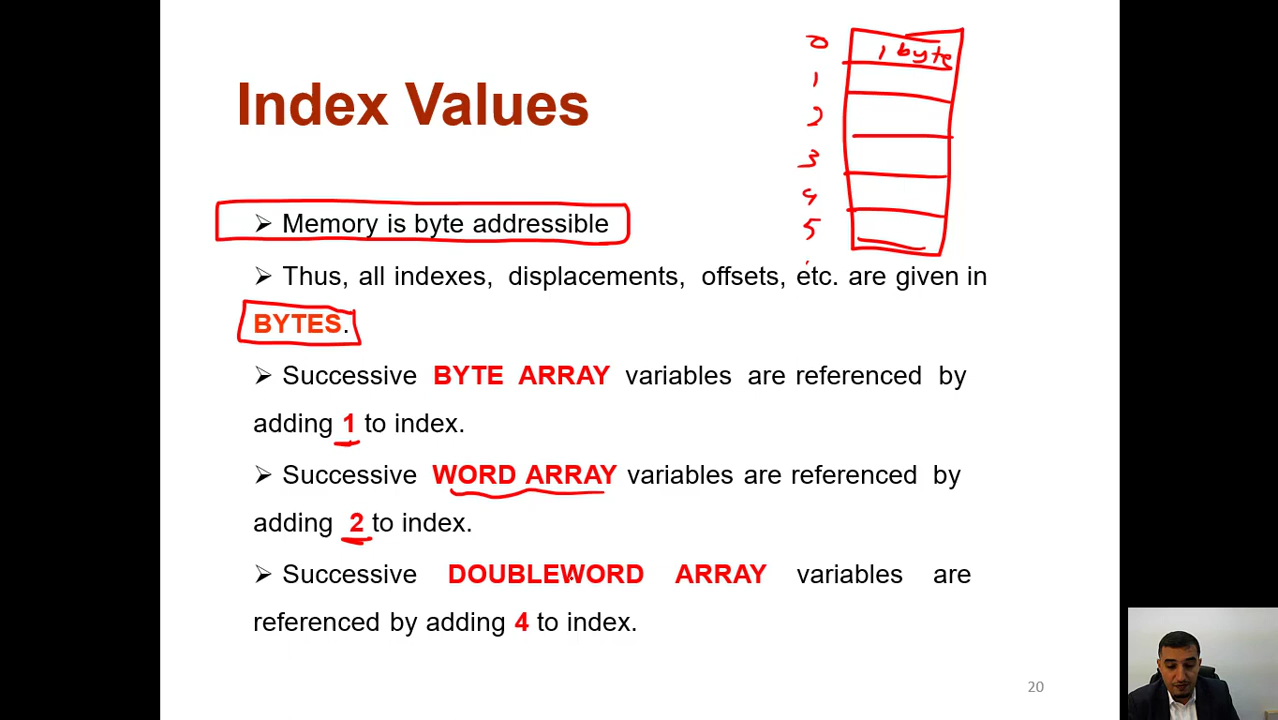 Index Values
0
1 byte
1
2
3
4
5
➢ Memory is byte addressible
➢ Thus, all indexes, displacements, offsets, etc. are given in
BYTES.
➢ Successive BYTE ARRAY variables are referenced by
adding 1 to index.
➢ Successive WORD ARRAY variables are referenced by
adding 2 to index.
➢ Successive DOUBLEWORD ARRAY variables are
referenced by adding 4 to index.
20